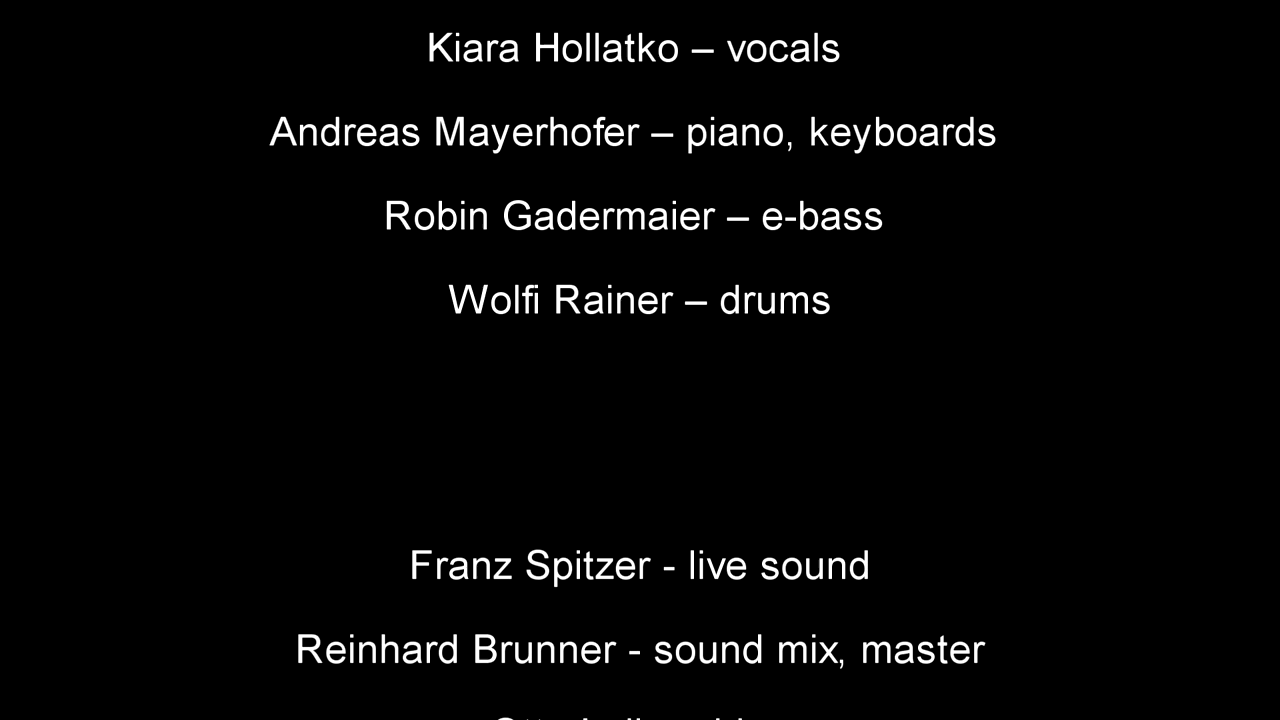 Kiara Hollatko – vocals
Andreas Mayerhofer – piano, keyboards
Robin Gadermaier – e-bass
Wolfi Rainer – drums
Franz Spitzer - live sound
Reinhard Brunner - sound mix, master